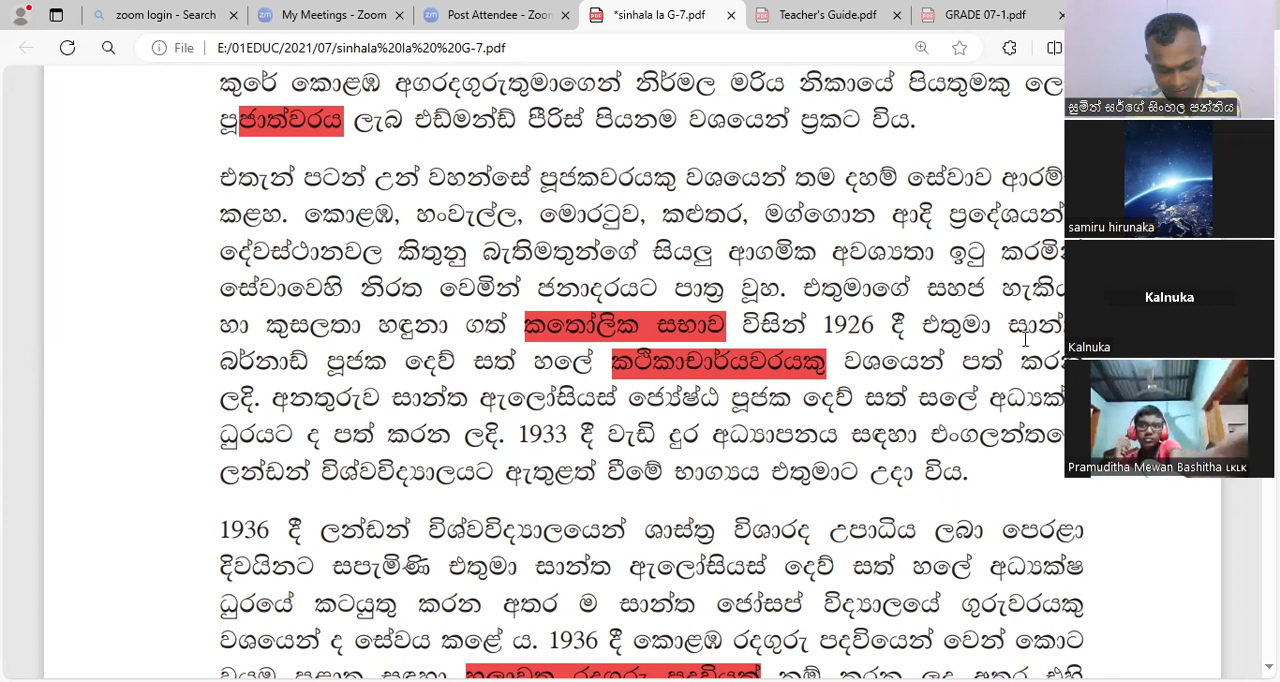 zoom login - Search
My Meetings - Zoom
Post Attendee - Zoo
*sinhala la G-7.pdf
Teacher's Guide.pdf
GRADE 07-1.pdf
File E:/01EDUC/2021/07/sinhala%20la%20%20G-7.pdf
කුරේ කොළඹ අගරදගුරුතුමාගෙන් නිර්මල මරිය නිකායේ පියතුමකු ලෙ
පූජාත්වරය ලැබ එඩ්මන්ඩ් පීරිස් පියනම වශයෙන් ප්‍රකට විය.
එතැන් පටන් උන් වහන්සේ පූජකවරයකු වශයෙන් තම දහම් සේවාව ආරම්
කළහ. කොළඹ, හංවැල්ල, මොරටුව, කළුතර, මග්ගොන ආදි ප්‍රදේශයන්
දේවස්ථානවල කිතුනු බැතිමතුන්ගේ සියලු ආගමික අවශ්‍යතා ඉටු කරමින්
සේවාවෙහි නිරත වෙමින් ජනාදරයට පාත්‍ර වූහ. එතුමාගේ සහජ හැකිය
හා කුසලතා හඳුනා ගත් කතෝලික සභාව විසින් 1926 දී එතුමා සාන්
බර්නාඩ් පූජක දෙව් සත් හලේ කථිකාචාර්යවරයකු වශයෙන් පත් කරන
ලදි. අනතුරුව සාන්ත ඇලෝසියස් ජ්‍යේෂ්ඨ පූජක දෙව් සත් සලේ අධ්‍යක්
ධුරයට ද පත් කරන ලදි. 1933 දී වැඩි දුර අධ්‍යාපනය සඳහා එංගලන්තයේ
ලන්ඩන් විශ්වවිද්‍යාලයට ඇතුළත් වීමේ භාග්‍යය එතුමාට උදා විය.
1936 දී ලන්ඩන් විශ්වවිද්‍යාලයෙන් ශාස්ත්‍ර විශාරද උපාධිය ලබා පෙරළා
දිවයිනට සපැමිණි එතුමා සාන්ත ඇලෝසියස් දෙව් සත් හලේ අධ්‍යක්ෂ
ධුරයේ කටයුතු කරන අතර ම සාන්ත ජෝසප් විද්‍යාලයේ ගුරුවරයකු
වශයෙන් ද සේවය කළේ ය. 1936 දී කොළඹ රදගුරු පදවියෙන් වෙන් කොට
සුමිත් සර්ගේ සිංහල පන්තිය
samiru hirunaka
Kalnuka
Kalnuka
Pramuditha Mewan Bashitha LKLK